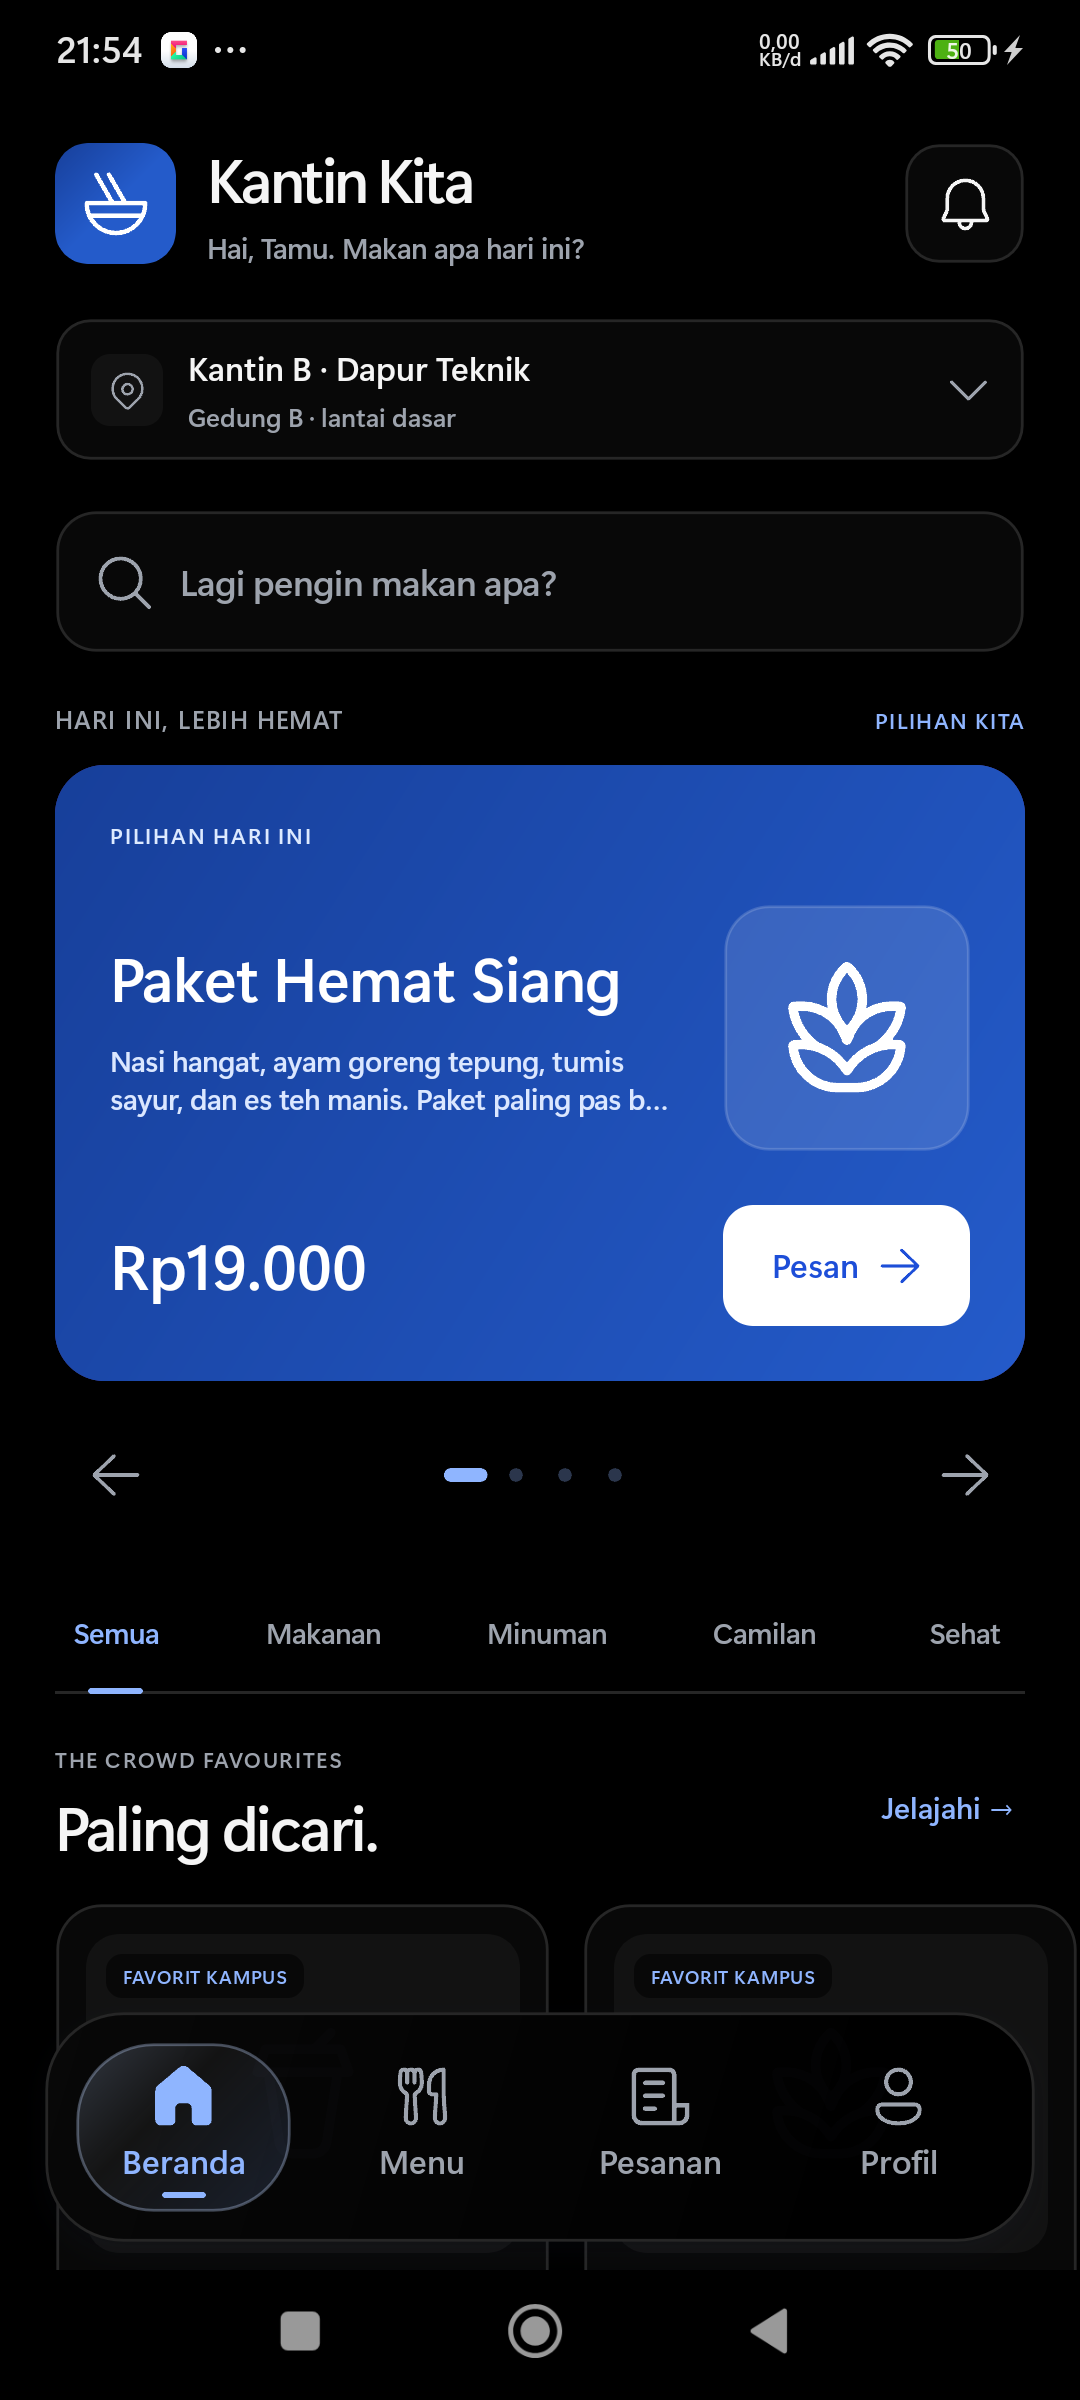 21:54
0,00
KB/d
50
Kantin Kita
Hai, Tamu. Makan apa hari ini?
Kantin B · Dapur Teknik
Gedung B · lantai dasar
Lagi pengin makan apa?
HARI INI, LEBIH HEMAT
PILIHAN KITA
PILIHAN HARI INI
Paket Hemat Siang
Nasi hangat, ayam goreng tepung, tumis
sayur, dan es teh manis. Paket paling pas b...
Rp19.000
Pesan
Semua
Makanan
Minuman
Camilan
Sehat
THE CROWD FAVOURITES
Paling dicari.
Jelajahi →
FAVORIT KAMPUS
FAVORIT KAMPUS
Beranda
Menu
Pesanan
Profil